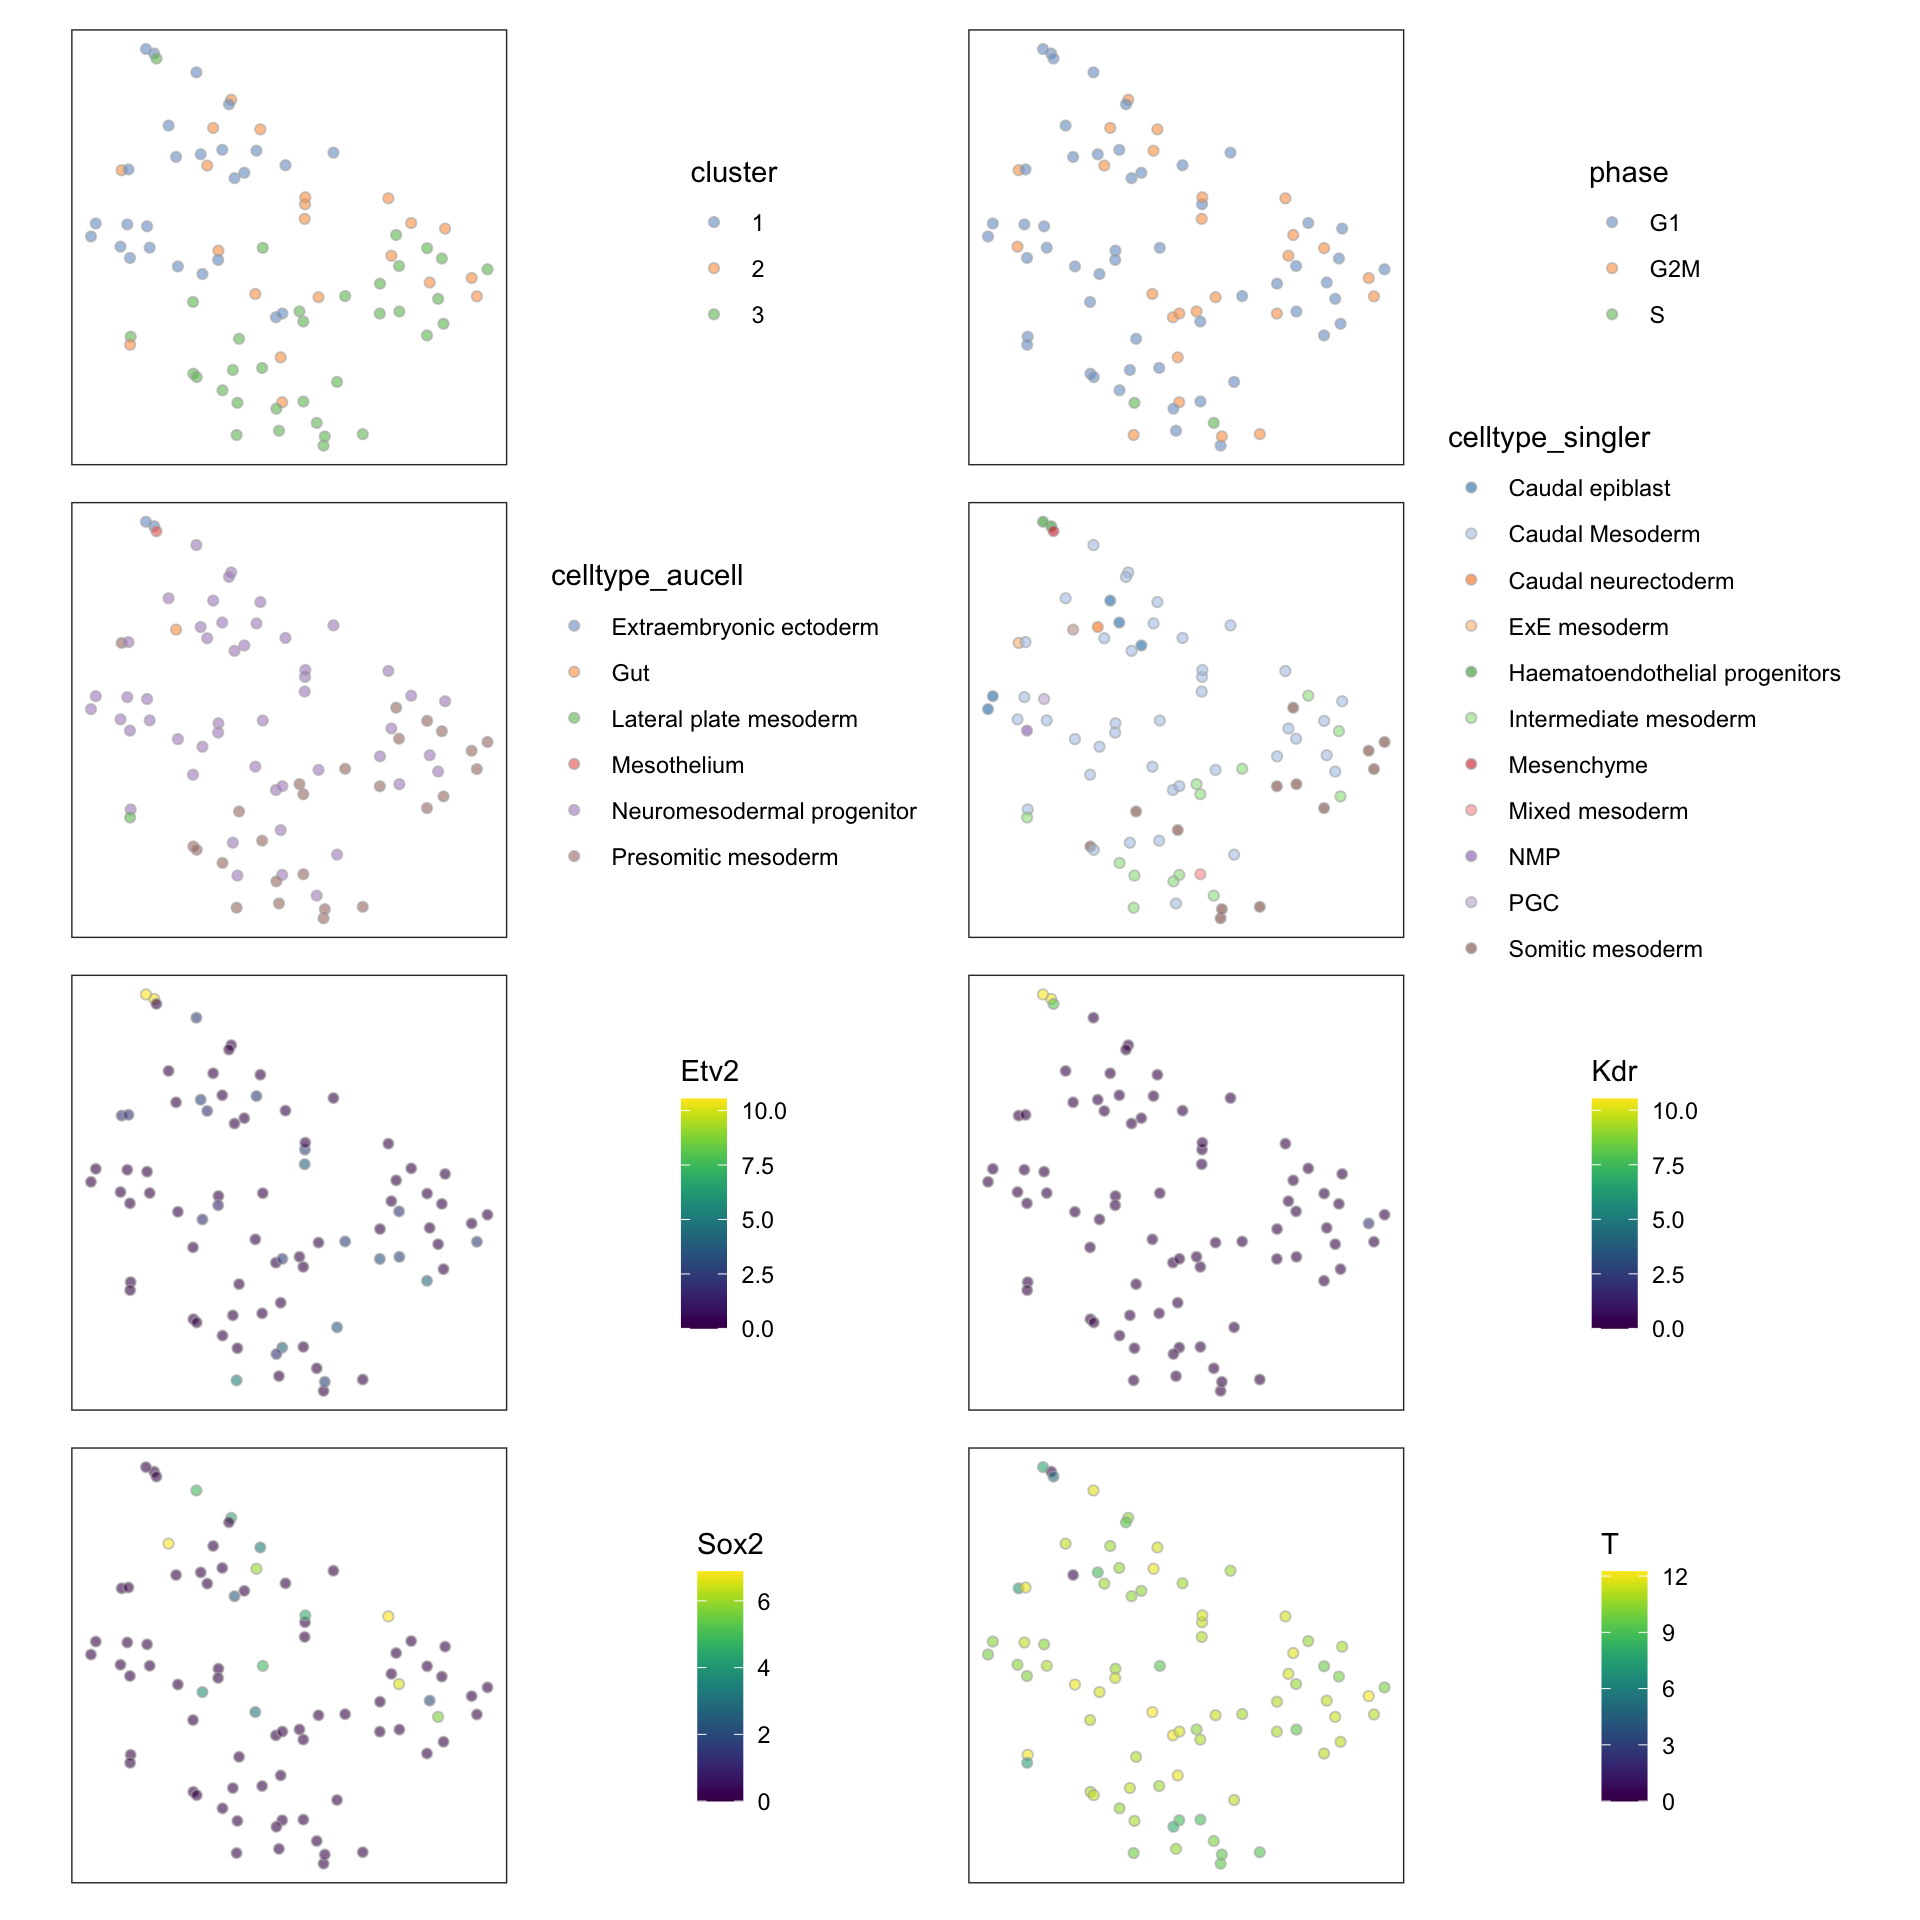 cluster
1
2
3
phase
G1
G2M
S
celltype_aucell
Extraembryonic ectoderm
Gut
Lateral plate mesoderm
Mesothelium
Neuromesodermal progenitor
Presomitic mesoderm
celltype_singler
Caudal epiblast
Caudal Mesoderm
Caudal neurectoderm
ExE mesoderm
Haematoendothelial progenitors
Intermediate mesoderm
Mesenchyme
Mixed mesoderm
NMP
PGC
Somitic mesoderm
Etv2
10.0
7.5
5.0
2.5
0.0
Kdr
10.0
7.5
5.0
2.5
0.0
Sox2
6
4
2
0
T
12
9
6
3
0